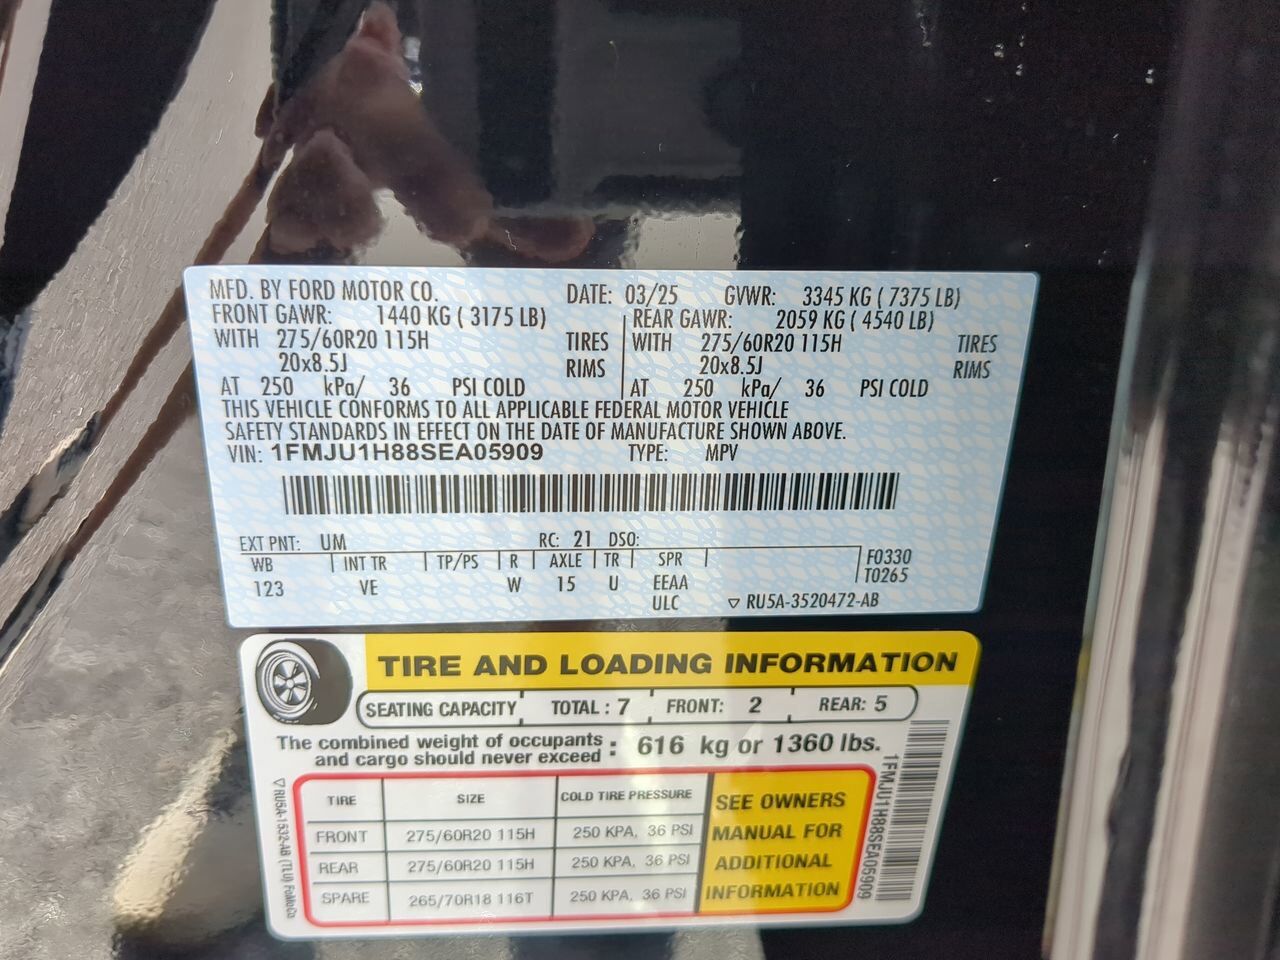 MFD. BY FORD MOTOR CO. DATE: 03/25 GVWR: 3345 KG ( 7375 LB)
FRONT GAWR: 1440 KG ( 3175 LB) REAR GAWR: 2059 KG ( 4540 LB)
WITH 275/60R20 115H TIRES WITH 275/60R20 115H TIRES
20x8.5J RIMS 20x8.5J RIMS
AT 250 kPa/ 36 PSI COLD AT 250 kPa/ 36 PSI COLD
THIS VEHICLE CONFORMS TO ALL APPLICABLE FEDERAL MOTOR VEHICLE
SAFETY STANDARDS IN EFFECT ON THE DATE OF MANUFACTURE SHOWN ABOVE.
VIN: 1FMJU1H88SEA05909 TYPE: MPV
EXT PNT: UM RC: 21 DSO:
WB INT TR TP/PS R AXLE TR SPR F0330
123 VE W 15 U EEAA T0265
ULC RU5A-3520472-AB
TIRE AND LOADING INFORMATION
SEATING CAPACITY TOTAL : 7 FRONT: 2 REAR: 5
The combined weight of occupants
and cargo should never exceed : 616 kg or 1360 lbs.
TIRE SIZE COLD TIRE PRESSURE
FRONT 275/60R20 115H 250 KPA, 36 PSI
REAR 275/60R20 115H 250 KPA, 36 PSI
SPARE 265/70R18 116T 250 KPA, 36 PSI
SEE OWNERS
MANUAL FOR
ADDITIONAL
INFORMATION
1FMJU1H88SEA05909
RU5A-1532-AB (TLU) FoMoCo